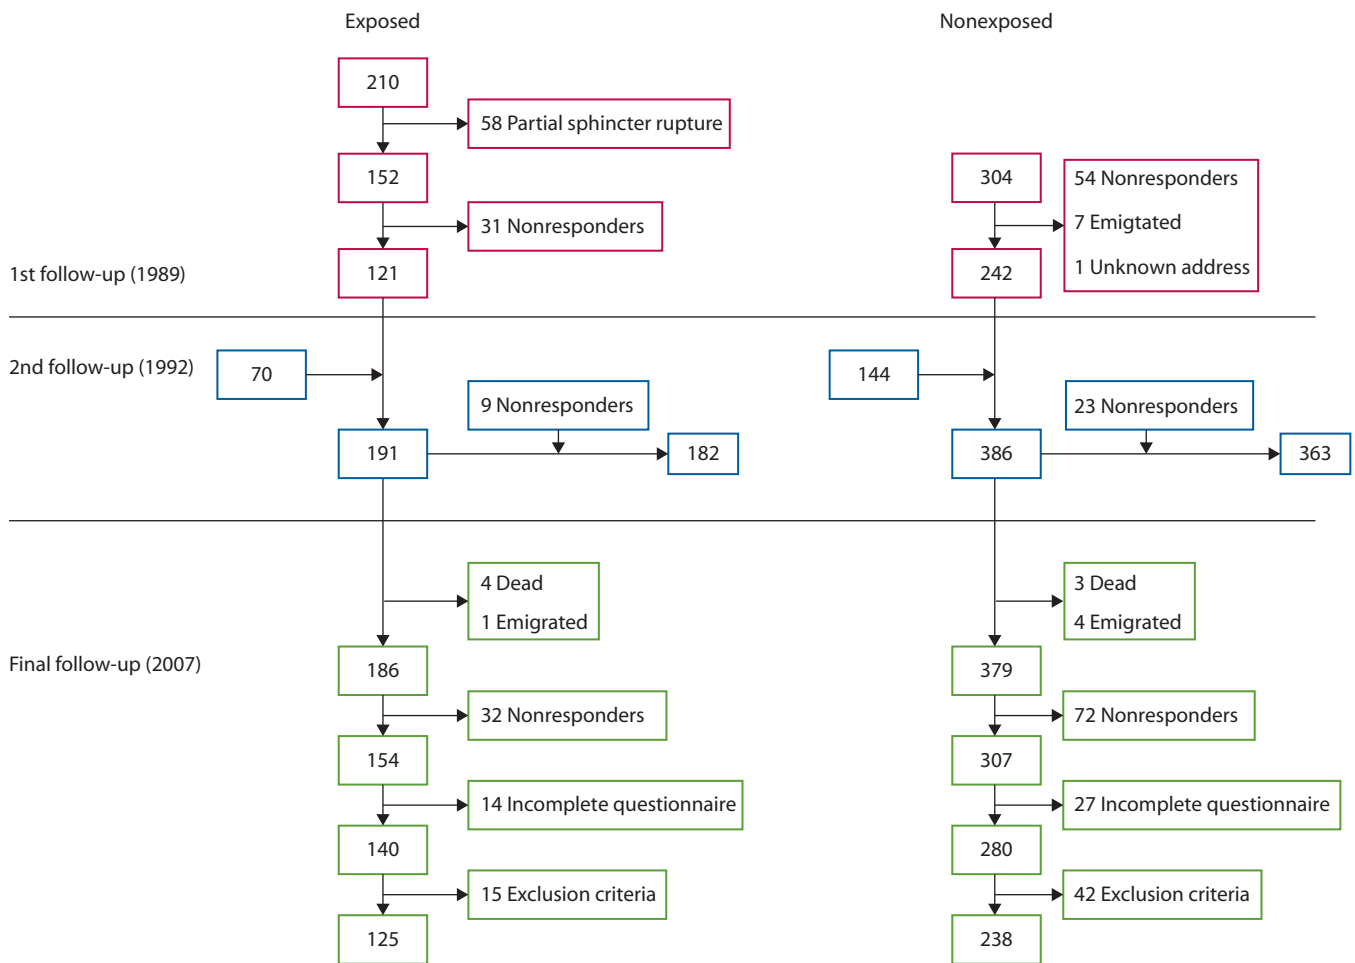 Exposed
Nonexposed
210
58 Partial sphincter rupture
152
304
54 Nonresponders
7 Emigtated
1 Unknown address
31 Nonresponders
1st follow-up (1989)
121
242
2nd follow-up (1992)
70
144
9 Nonresponders
23 Nonresponders
191
182
386
363
4 Dead
1 Emigrated
3 Dead
4 Emigrated
Final follow-up (2007)
186
379
32 Nonresponders
72 Nonresponders
154
307
14 Incomplete questionnaire
27 Incomplete questionnaire
140
280
15 Exclusion criteria
42 Exclusion criteria
125
238